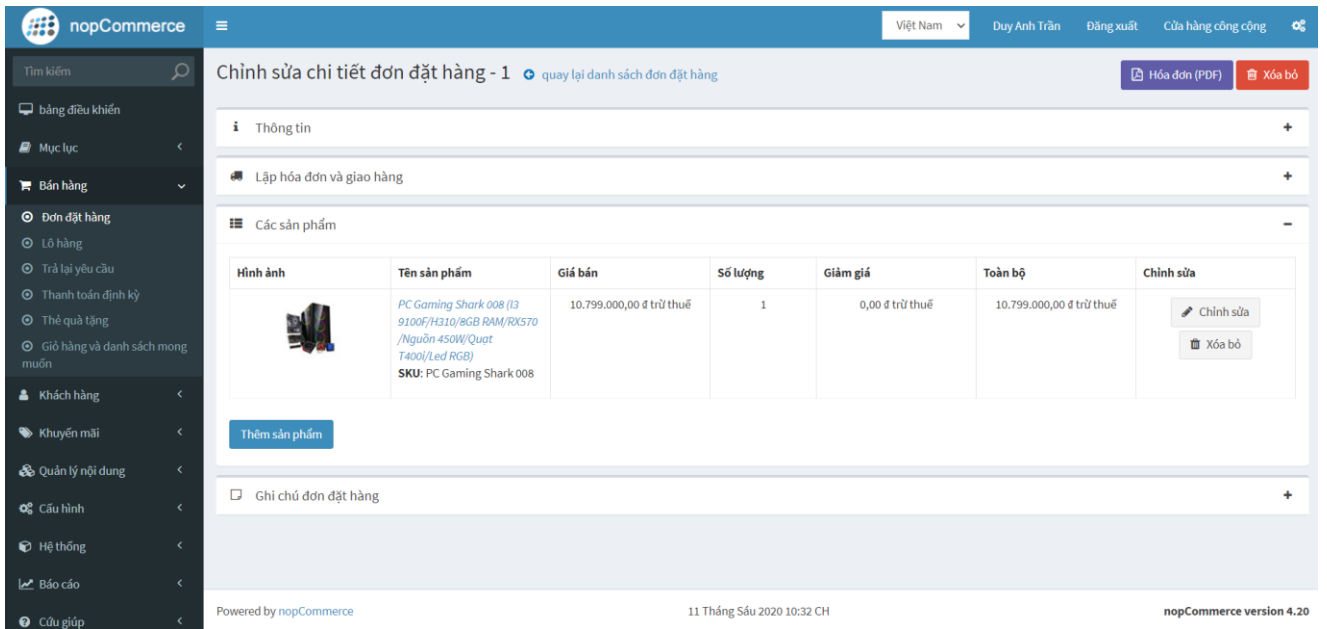 nopCommerce
Việt Nam
Duy Anh Trần
Đăng xuất
Cửa hàng công cộng
Tìm kiếm
bảng điều khiển
Mục lục
Bán hàng
Đơn đặt hàng
Lô hàng
Trả lại yêu cầu
Thanh toán định kỳ
Thẻ quà tặng
Giỏ hàng và danh sách mong
muốn
Khách hàng
Khuyến mãi
Quản lý nội dung
Cấu hình
Hệ thống
Báo cáo
Cứu giúp
Chỉnh sửa chi tiết đơn đặt hàng - 1 quay lại danh sách đơn đặt hàng
Hóa đơn (PDF)
Xóa bỏ
Thông tin
Lập hóa đơn và giao hàng
Các sản phẩm
Hình ảnh
Tên sản phẩm
Giá bán
Số lượng
Giảm giá
Toàn bộ
Chỉnh sửa
PC Gaming Shark 008 (I3
9100F/H310/8GB RAM/RX570
/Nguồn 450W/Quạt
T400i/Led RGB)
SKU: PC Gaming Shark 008
10.799.000,00 đ trừ thuế
1
0,00 đ trừ thuế
10.799.000,00 đ trừ thuế
Chỉnh sửa
Xóa bỏ
Thêm sản phẩm
Ghi chú đơn đặt hàng
Powered by nopCommerce
11 Tháng Sáu 2020 10:32 CH
nopCommerce version 4.20